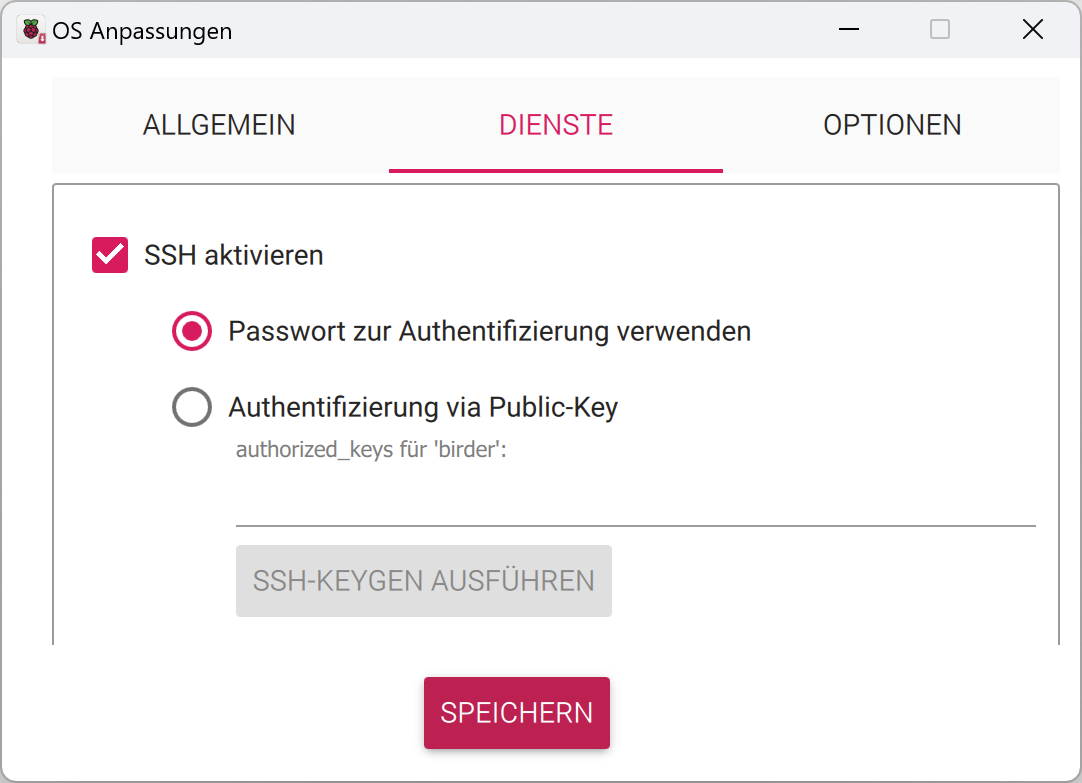 OS Anpassungen
ALLGEMEIN
DIENSTE
OPTIONEN
SSH aktivieren
Passwort zur Authentifizierung verwenden
Authentifizierung via Public-Key
authorized_keys für 'birder':
SSH-KEYGEN AUSFÜHREN
SPEICHERN